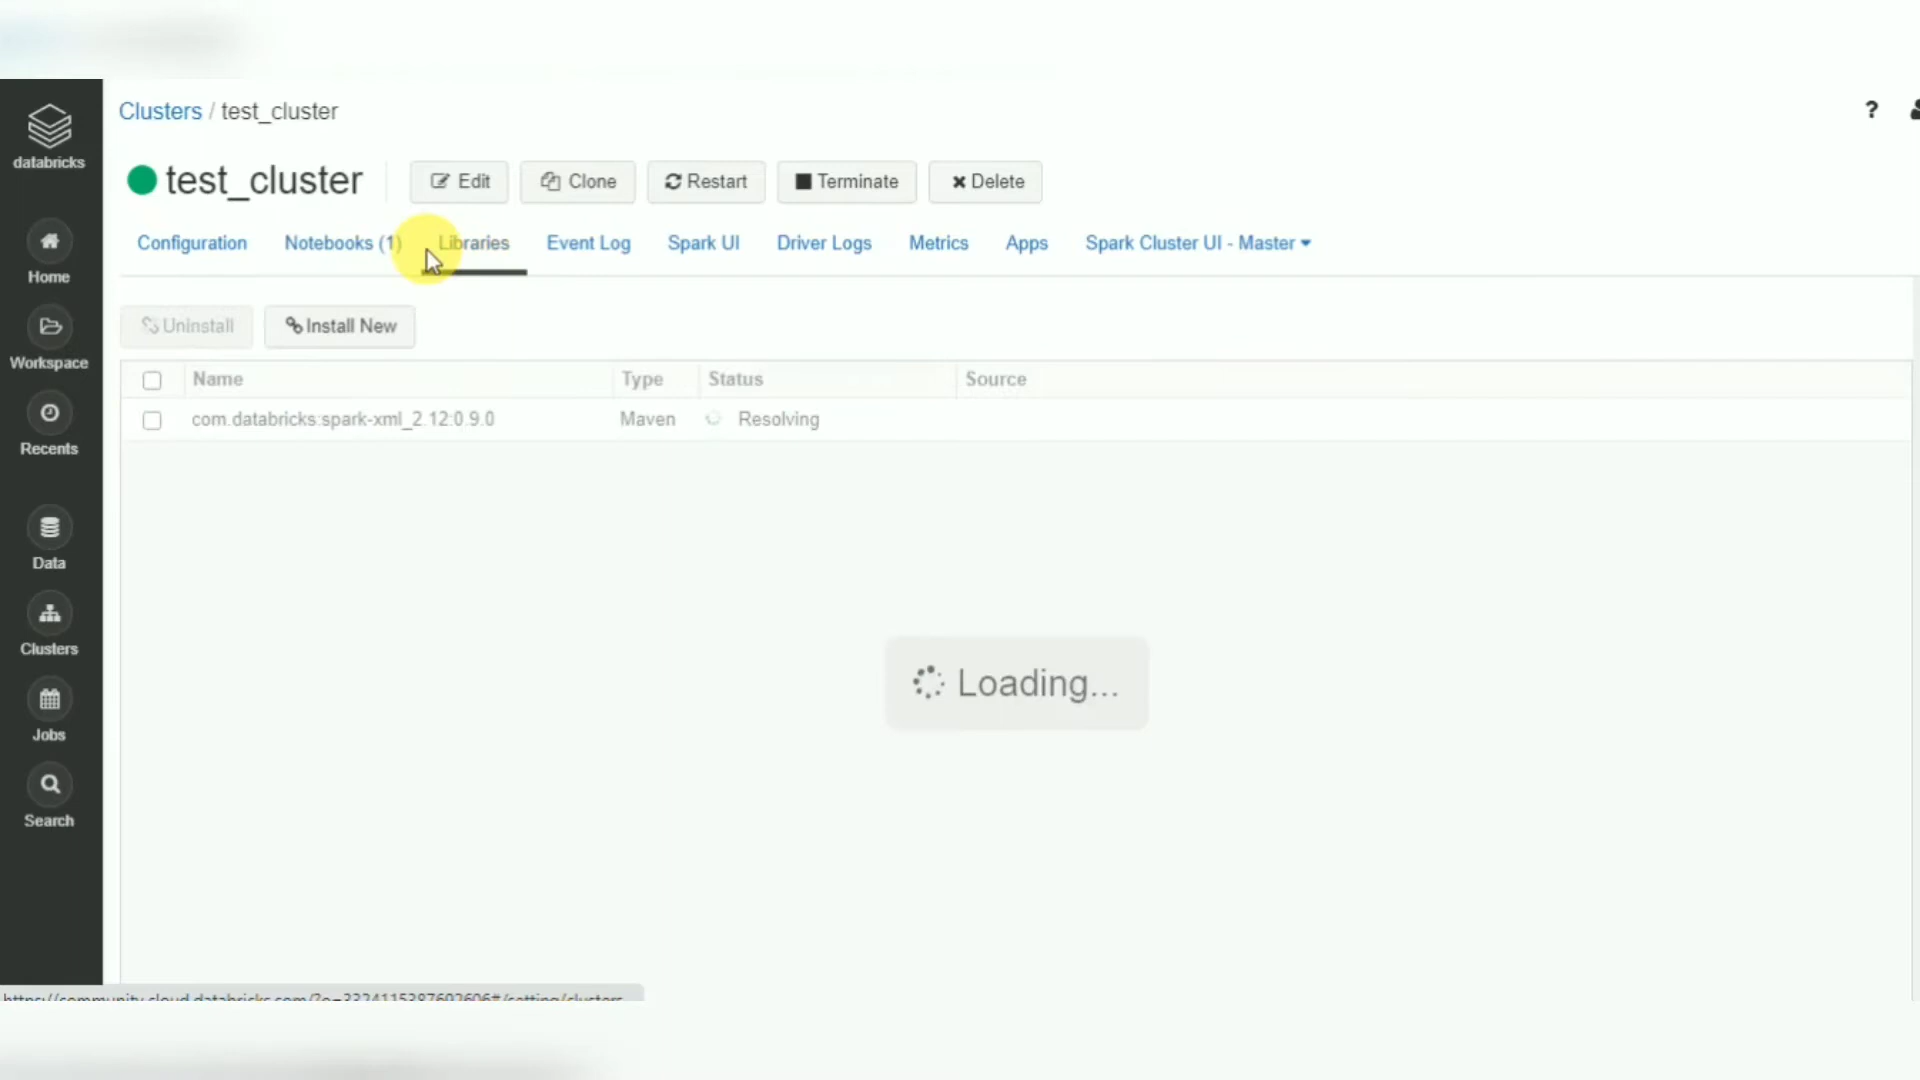 databricks
Home
Workspace
Recents
Data
Clusters
Jobs
Search
Clusters / test_cluster
?
test_cluster
Edit
Clone
Restart
Terminate
Delete
Configuration
Notebooks (1)
Libraries
Event Log
Spark UI
Driver Logs
Metrics
Apps
Spark Cluster UI - Master
Uninstall
Install New
Name Type Status Source
com.databricks:spark-xml_2.12:0.9.0 Maven Resolving
Loading...